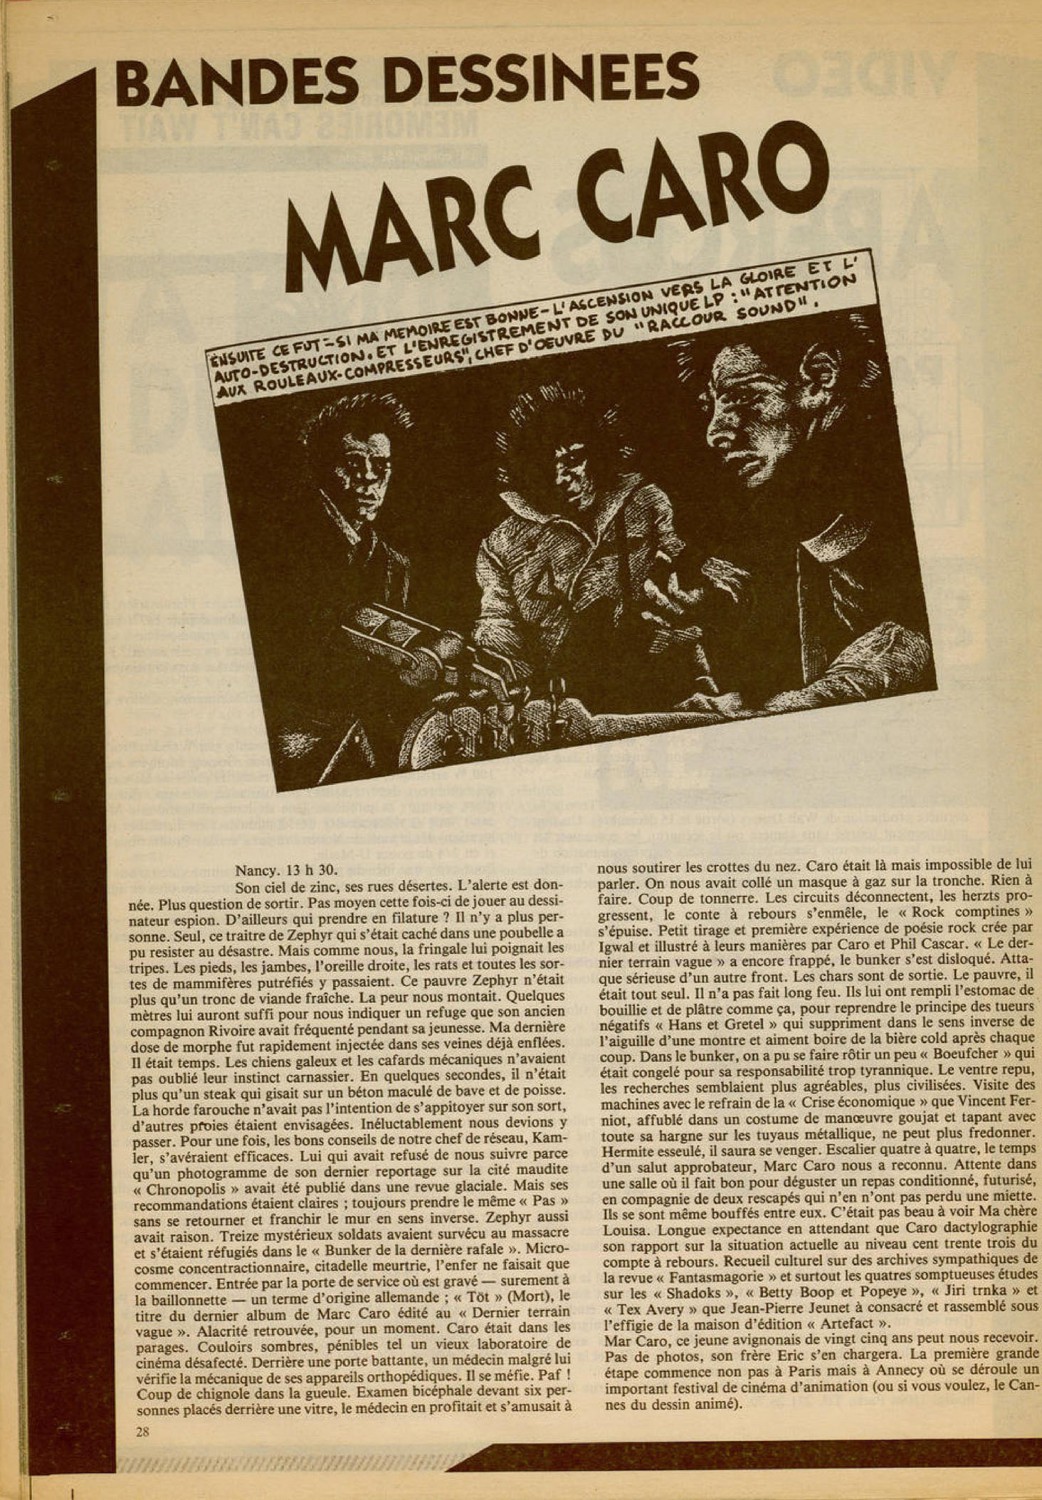 BANDES DESSINEES
MARC CARO
ENSUITE CE FUT – SI MA MEMOIRE EST BONNE – L'ASCENSION VERS LA GLOIRE ET L'
AUTO-DESTRUCTION. ET L'ENREGISTREMENT DE SON UNIQUE LP : "ATTENTION
AUX ROULEAUX-COMPRESSEURS", CHEF D'OEUVRE DU "RACCOUR SOUND".
Nancy. 13 h 30.
Son ciel de zinc, ses rues désertes. L'alerte est don-
née. Plus question de sortir. Pas moyen cette fois-ci de jouer au dessi-
nateur espion. D'ailleurs qui prendre en filature ? Il n'y a plus per-
sonne. Seul, ce traitre de Zephyr qui s'était caché dans une poubelle a
pu resister au désastre. Mais comme nous, la fringale lui poignait les
tripes. Les pieds, les jambes, l'oreille droite, les rats et toutes les sor-
tes de mammifères putréfiés y passaient. Ce pauvre Zephyr n'était
plus qu'un tronc de viande fraîche. La peur nous montait. Quelques
mètres lui auront suffi pour nous indiquer un refuge que son ancien
compagnon Rivoire avait fréquenté pendant sa jeunesse. Ma dernière
dose de morphe fut rapidement injectée dans ses veines déjà enflées.
Il était temps. Les chiens galeux et les cafards mécaniques n'avaient
pas oublié leur instinct carnassier. En quelques secondes, il n'était
plus qu'un steak qui gisait sur un béton maculé de bave et de poisse.
La horde farouche n'avait pas l'intention de s'appitoyer sur son sort,
d'autres proies étaient envisagées. Inéluctablement nous devions y
passer. Pour une fois, les bons conseils de notre chef de réseau, Kam-
ler, s'avéraient efficaces. Lui qui avait refusé de nous suivre parce
qu'un photogramme de son dernier reportage sur la cité maudite
« Chronopolis » avait été publié dans une revue glaciale. Mais ses
recommandations étaient claires ; toujours prendre le même « Pas »
sans se retourner et franchir le mur en sens inverse. Zephyr aussi
avait raison. Treize mystérieux soldats avaient survécu au massacre
et s'étaient réfugiés dans le « Bunker de la dernière rafale ». Micro-
cosme concentractionnaire, citadelle meurtrie, l'enfer ne faisait que
commencer. Entrée par la porte de service où est gravé — surement à
la baillonnette — un terme d'origine allemande ; « Töt » (Mort), le
titre du dernier album de Marc Caro édité au « Dernier terrain
vague ». Alacrité retrouvée, pour un moment. Caro était dans les
parages. Couloirs sombres, pénibles tel un vieux laboratoire de
cinéma désafecté. Derrière une porte battante, un médecin malgré lui
vérifie la mécanique de ses appareils orthopédiques. Il se méfie. Paf !
Coup de chignole dans la gueule. Examen bicéphale devant six per-
sonnes placés derrière une vitre, le médecin en profitait et s'amusait à
nous soutirer les crottes du nez. Caro était là mais impossible de lui
parler. On nous avait collé un masque à gaz sur la tronche. Rien à
faire. Coup de tonnerre. Les circuits déconnectent, les herzts pro-
gressent, le conte à rebours s'enmêle, le « Rock comptines »
s'épuise. Petit tirage et première expérience de poésie rock crée par
Igwal et illustré à leurs manières par Caro et Phil Cascar. « Le der-
nier terrain vague » a encore frappé, le bunker s'est disloqué. Atta-
que sérieuse d'un autre front. Les chars sont de sortie. Le pauvre, il
était tout seul. Il n'a pas fait long feu. Ils lui ont rempli l'estomac de
bouillie et de plâtre comme ça, pour reprendre le principe des tueurs
négatifs « Hans et Gretel » qui suppriment dans le sens inverse de
l'aiguille d'une montre et aiment boire de la bière cold après chaque
coup. Dans le bunker, on a pu se faire rôtir un peu « Boeufcher » qui
était congelé pour sa responsabilité trop tyrannique. Le ventre repu,
les recherches semblaient plus agréables, plus civilisées. Visite des
machines avec le refrain de la « Crise économique » que Vincent Fer-
niot, affublé dans un costume de manœuvre goujat et tapant avec
toute sa hargne sur les tuyaux métallique, ne peut plus fredonner.
Hermite esseulé, il saura se venger. Escalier quatre à quatre, le temps
d'un salut approbateur, Marc Caro nous a reconnu. Attente dans
une salle où il fait bon pour déguster un repas conditionné, futurisé,
en compagnie de deux rescapés qui n'en n'ont pas perdu une miette.
Ils se sont même bouffés entre eux. C'était pas beau à voir Ma chère
Louisa. Longue expectance en attendant que Caro dactylographie
son rapport sur la situation actuelle au niveau cent trente trois du
compte à rebours. Recueil culturel sur des archives sympathiques de
la revue « Fantasmagorie » et surtout les quatres somptueuses études
sur les « Shadoks », « Betty Boop et Popeye », « Jiri trnka » et
« Tex Avery » que Jean-Pierre Jeunet à consacré et rassemblé sous
l'effigie de la maison d'édition « Artefact ».
Mar Caro, ce jeune avignonais de vingt cinq ans peut nous recevoir.
Pas de photos, son frère Eric s'en chargera. La première grande
étape commence non pas à Paris mais à Annecy où se déroule un
important festival de cinéma d'animation (ou si vous voulez, le Can-
nes du dessin animé).
28